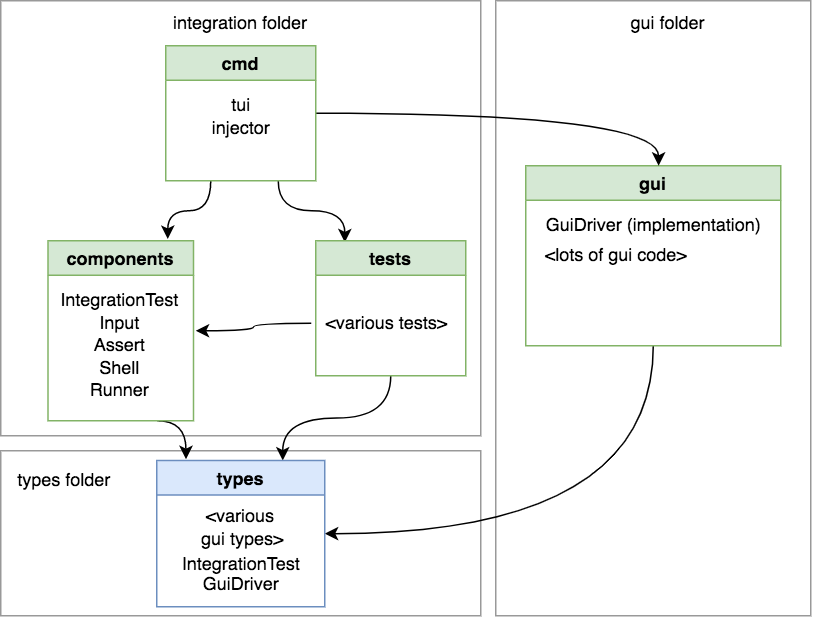 integration folder
cmd
tui
injector
components
IntegrationTest
Input
Assert
Shell
Runner
tests
<various tests>
gui folder
gui
GuiDriver (implementation)
<lots of gui code>
types folder
types
<various
gui types>
IntegrationTest
GuiDriver